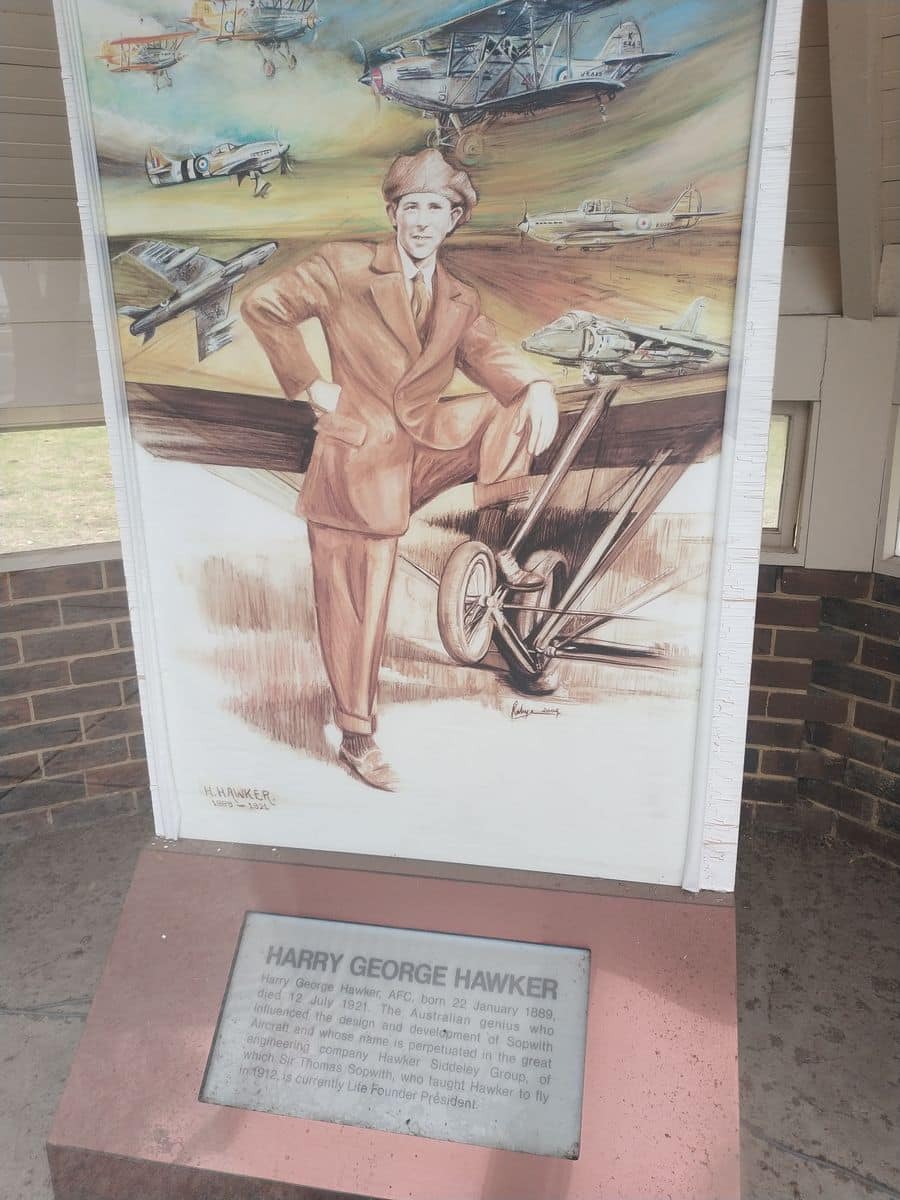 H. HAWKER.
1889 – 1921
HARRY GEORGE HAWKER
Harry George Hawker, AFC, born 22 January 1889,
died 12 July 1921. The Australian genius who
influenced the design and development of Sopwith
Aircraft and whose name is perpetuated in the great
engineering company Hawker Siddeley Group, of
which Sir Thomas Sopwith, who taught Hawker to fly
in 1912, is currently Life Founder President.